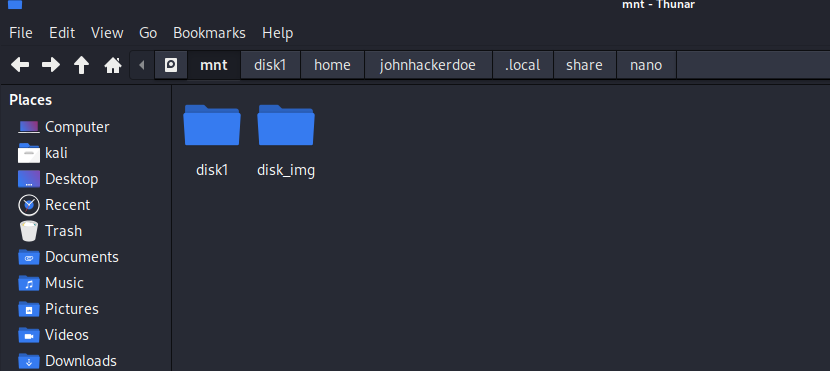 mnt - Thunar
File Edit View Go Bookmarks Help
mnt disk1 home johnhackerdoe .local share nano
Places
Computer
kali
Desktop
Recent
Trash
Documents
Music
Pictures
Videos
Downloads
disk1 disk_img